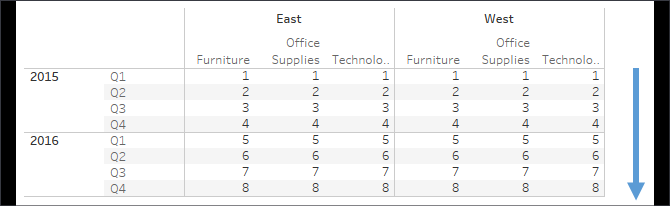 East West
Office Office
Furniture Supplies Technolo.. Furniture Supplies Technolo..
2015 Q1 1 1 1 1 1 1
Q2 2 2 2 2 2 2
Q3 3 3 3 3 3 3
Q4 4 4 4 4 4 4
2016 Q1 5 5 5 5 5 5
Q2 6 6 6 6 6 6
Q3 7 7 7 7 7 7
Q4 8 8 8 8 8 8